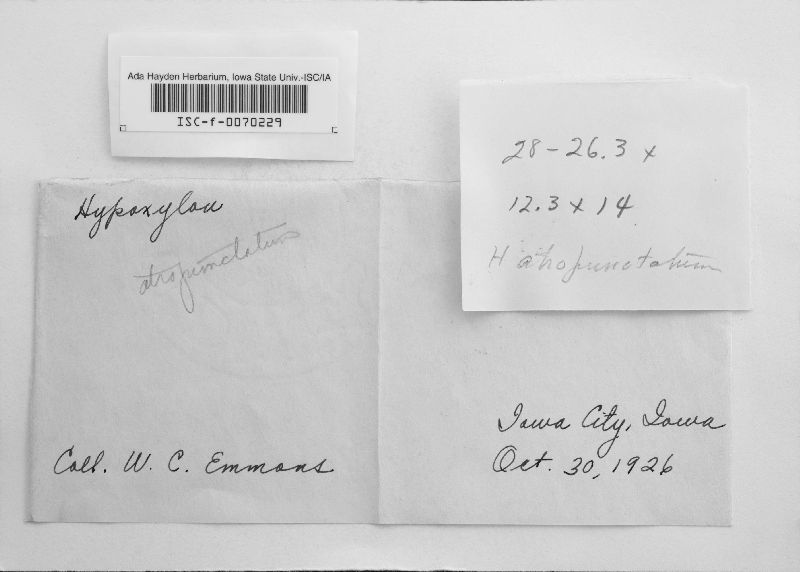 Ada Hayden Herbarium, Iowa State Univ.-ISC/IA
ISC-f-0070229
28-26.3 x
12.3 x 14
H atropunctatum
Hypoxylon
atropunctatum
Coll. W. C. Emmons
Iowa City, Iowa
Oct. 30, 1926